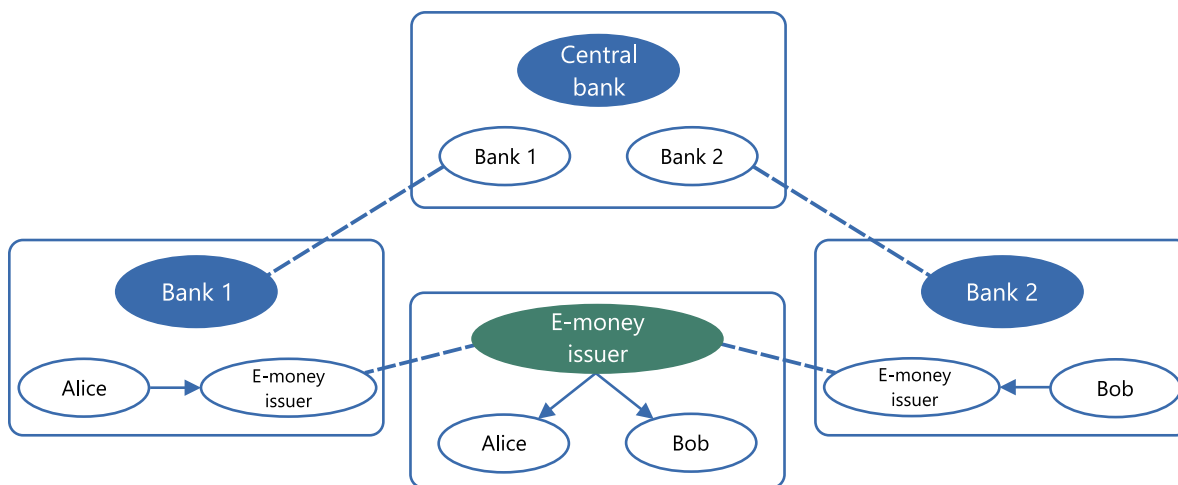 Central
bank
Bank 1
Bank 2
Bank 1
Alice
E-money
issuer
E-money
issuer
Alice
Bob
Bank 2
E-money
issuer
Bob